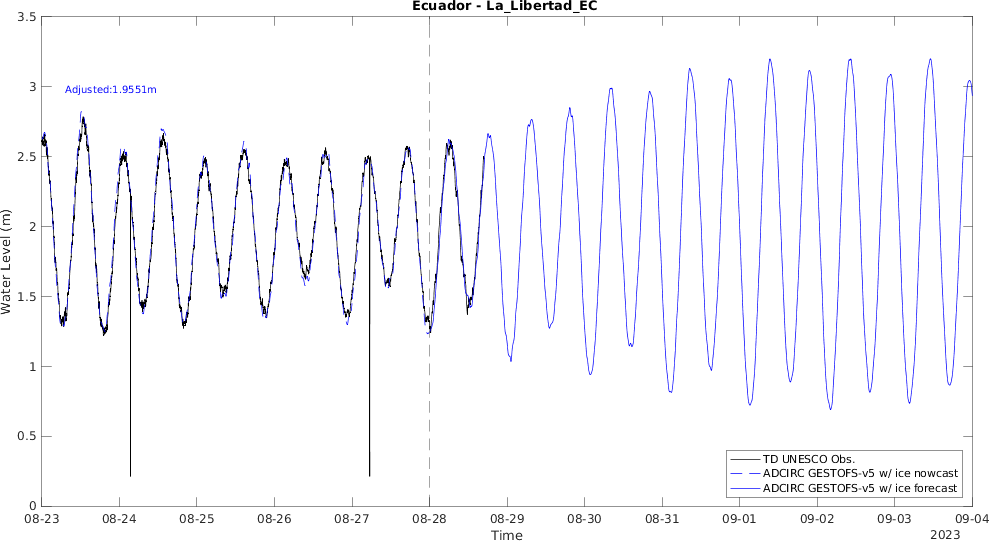 Ecuador - La_Libertad_EC
3.5
3
2.5
2
1.5
1
0.5
0
Water Level (m)
Adjusted:1.9551m
TD UNESCO Obs.
ADCIRC GESTOFS-v5 w/ ice nowcast
ADCIRC GESTOFS-v5 w/ ice forecast
08-23 08-24 08-25 08-26 08-27 08-28 08-29 08-30 08-31 09-01 09-02 09-03 09-04
Time
2023